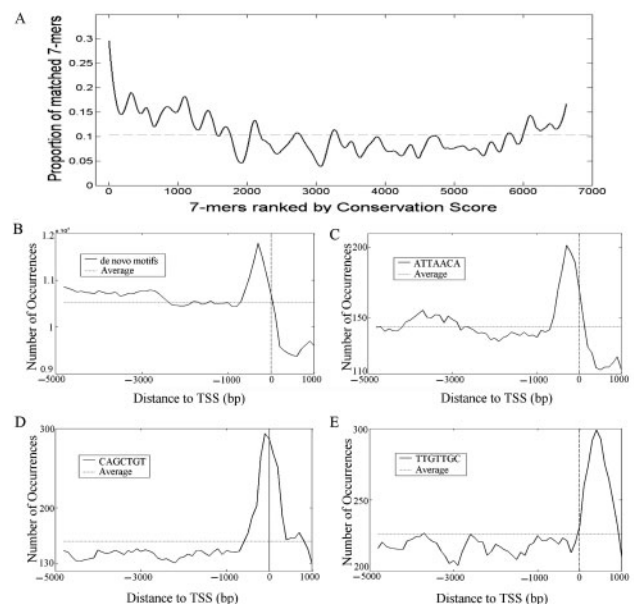 A
Proportion of matched 7-mers
0.3
0.25
0.2
0.15
0.1
0.05
0
0 1000 2000 3000 4000 5000 6000 7000
7-mers ranked by Conservation Score
B
Number of Occurrences
1.2
1.1
1
0.9
de novo motifs
Average
−5000 −3000 −1000 0 1000
Distance to TSS (bp)
C
Number of Occurrences
200
140
110
ATTAACA
Average
−5000 −3000 −1000 0 1000
Distance to TSS (bp)
D
Number of Occurrences
300
200
130
CAGCTGT
Average
−5000 −3000 −1000 0 1000
Distance to TSS (bp)
E
Number of Occurrences
300
220
200
TTGTTGC
Average
−5000 −3000 −1000 0 1000
Distance to TSS (bp)